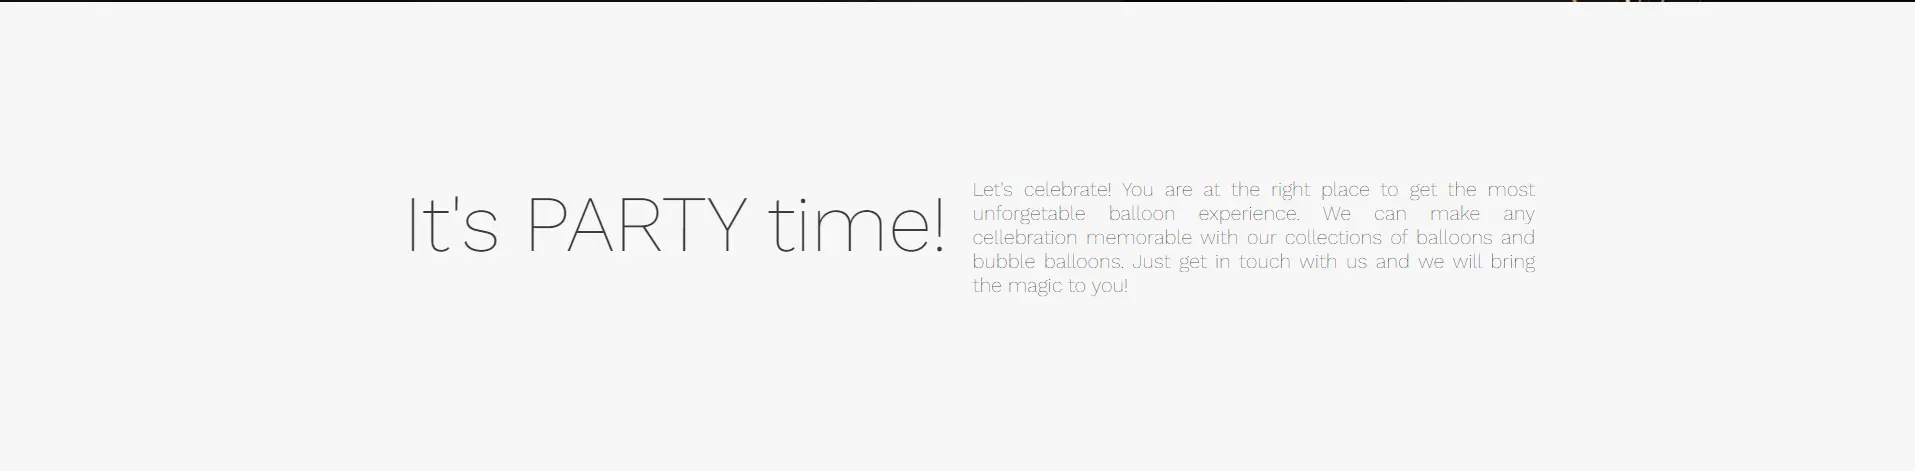 It's PARTY time!
Let's celebrate! You are at the right place to get the most
unforgetable balloon experience. We can make any
cellebration memorable with our collections of balloons and
bubble balloons. Just get in touch with us and we will bring
the magic to you!